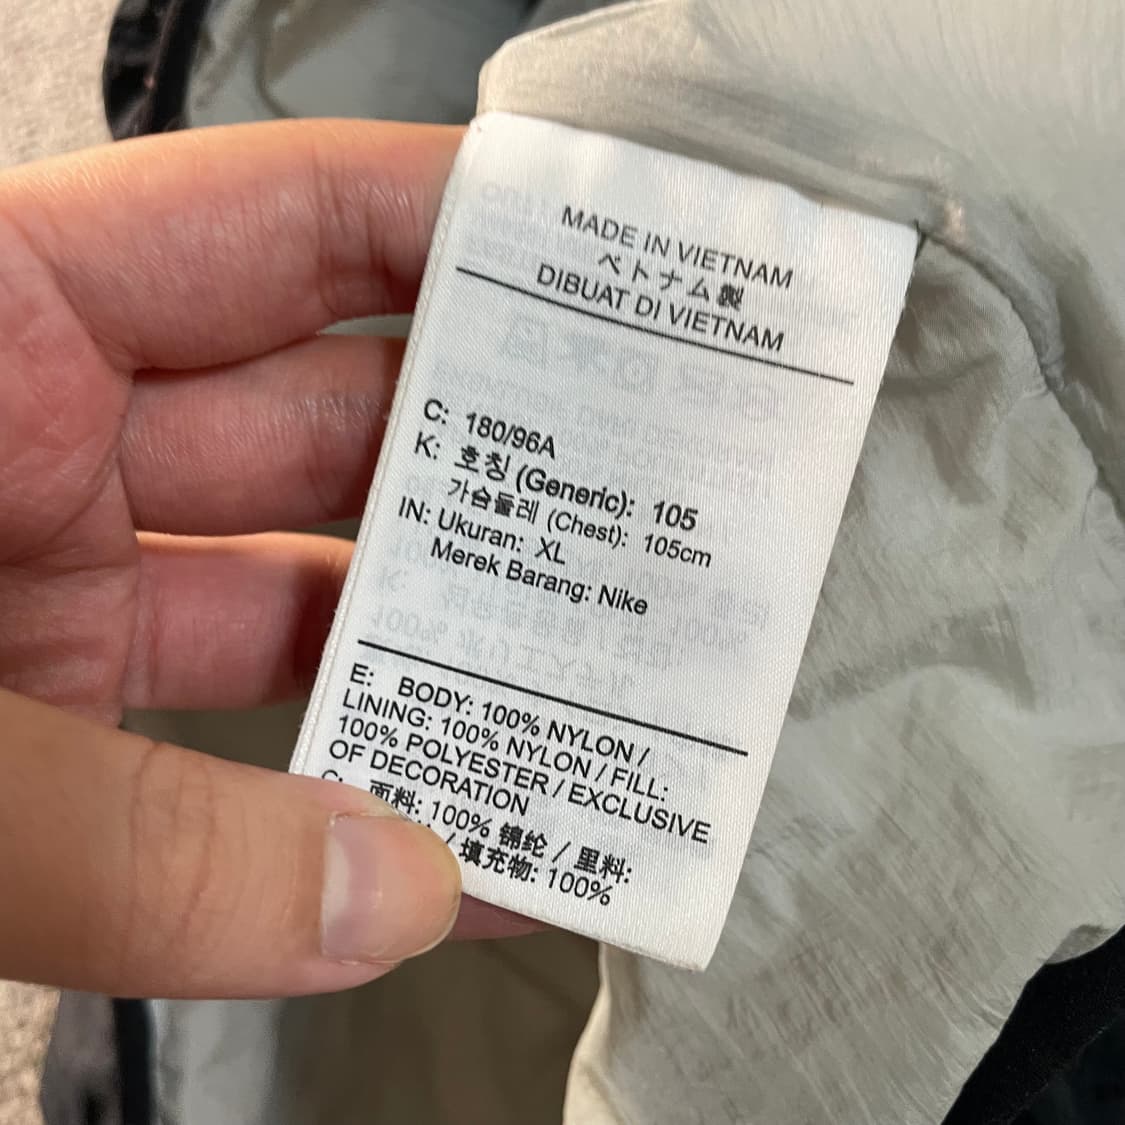 MADE IN VIETNAM
ベトナム製
DIBUAT DI VIETNAM
C: 180/96A
K: 호칭 (Generic): 105
가슴둘레 (Chest): 105cm
IN: Ukuran: XL
Merek Barang: Nike
E: BODY: 100% NYLON /
LINING: 100% NYLON / FILL:
100% POLYESTER / EXCLUSIVE
OF DECORATION
C: 面料: 100% 锦纶 / 里料:
/ 填充物: 100%